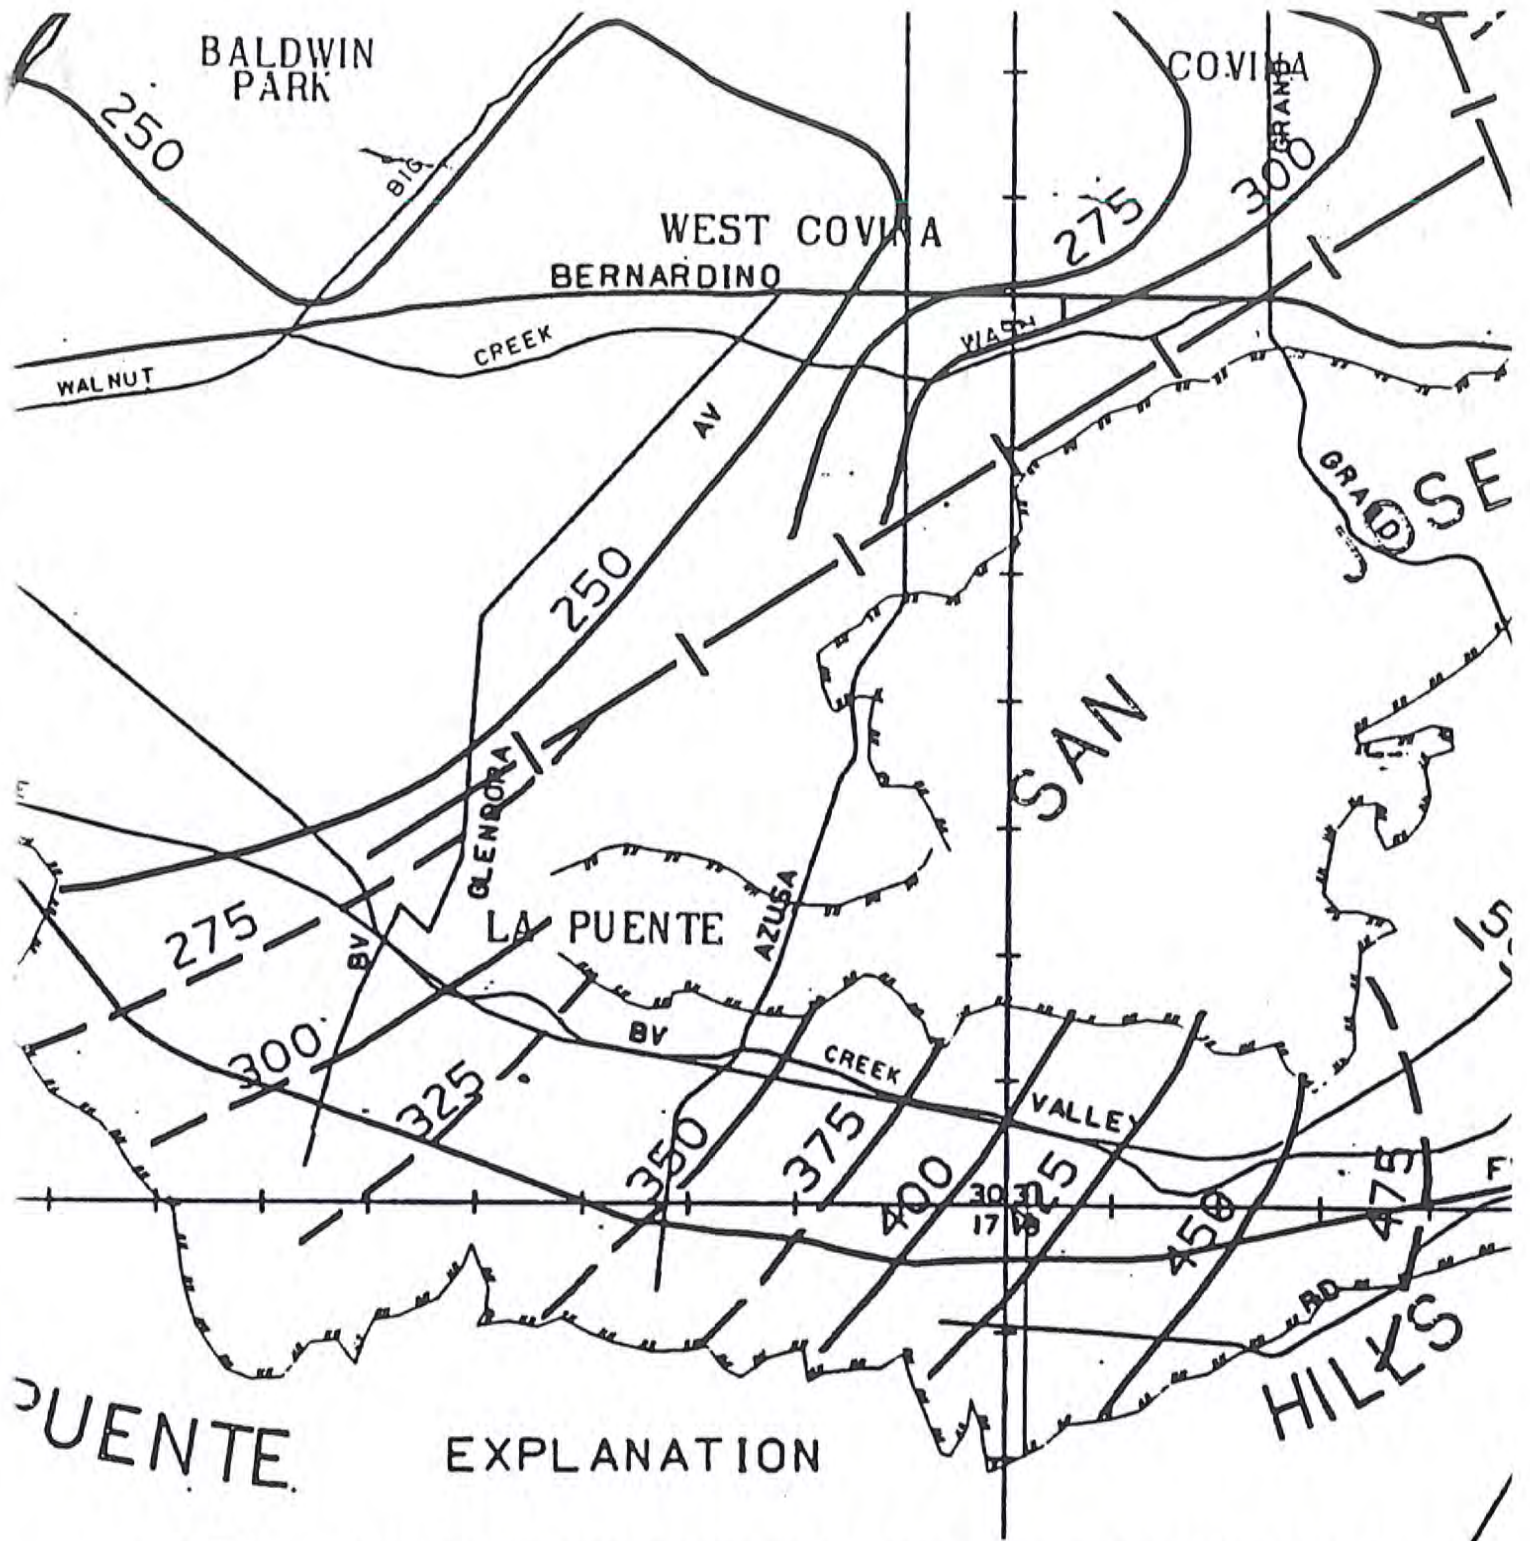 BALDWIN
PARK
COVINA
GRAND
250
BIG
300
275
WEST COVINA
BERNARDINO
WASH
CREEK
WALNUT
AV
GRAND
SE
250
SAN
GLENDORA
275
LA PUENTE
AZUSA
BV
300
BV
CREEK
325
VALLEY
350
375
400
425
450
475
F
30 31
17 18
RD
HILLS
PUENTE
EXPLANATION